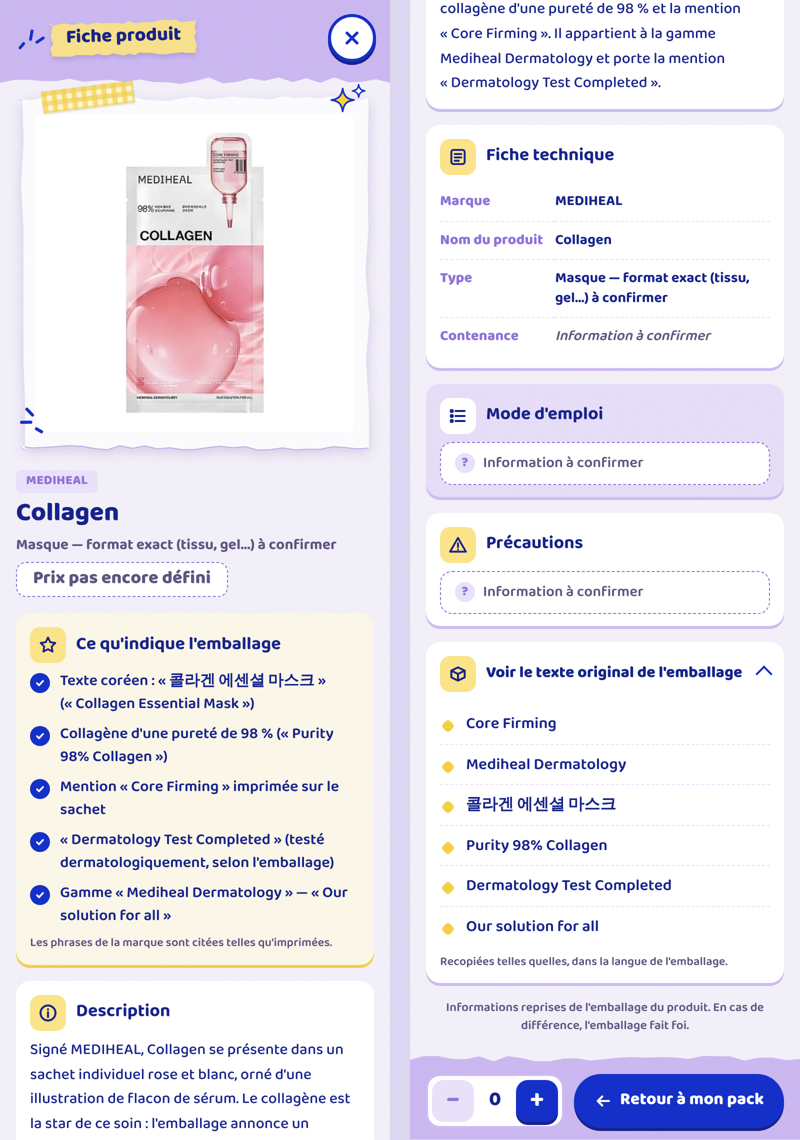 Fiche produit
CORE FIRMING
MEDIHEAL
98%
COLLAGEN
MEDIHEAL DERMATOLOGY
OUR SOLUTION FOR ALL
MEDIHEAL
Collagen
Masque — format exact (tissu, gel...) à confirmer
Prix pas encore défini
Ce qu'indique l'emballage
Texte coréen : « 콜라겐 에센셜 마스크 »
(« Collagen Essential Mask »)
Collagène d'une pureté de 98 % (« Purity
98% Collagen »)
Mention « Core Firming » imprimée sur le
sachet
« Dermatology Test Completed » (testé
dermatologiquement, selon l'emballage)
Gamme « Mediheal Dermatology » — « Our
solution for all »
Les phrases de la marque sont citées telles qu'imprimées.
Description
Signé MEDIHEAL, Collagen se présente dans un
sachet individuel rose et blanc, orné d'une
illustration de flacon de sérum. Le collagène est
la star de ce soin : l'emballage annonce un
collagène d'une pureté de 98 % et la mention
« Core Firming ». Il appartient à la gamme
Mediheal Dermatology et porte la mention
« Dermatology Test Completed ».
Fiche technique
Marque MEDIHEAL
Nom du produit Collagen
Type Masque — format exact (tissu,
gel...) à confirmer
Contenance Information à confirmer
Mode d'emploi
? Information à confirmer
Précautions
? Information à confirmer
Voir le texte original de l'emballage
Core Firming
Mediheal Dermatology
콜라겐 에센셜 마스크
Purity 98% Collagen
Dermatology Test Completed
Our solution for all
Recopiées telles quelles, dans la langue de l'emballage.
Informations reprises de l'emballage du produit. En cas de
différence, l'emballage fait foi.
− 0 + ← Retour à mon pack